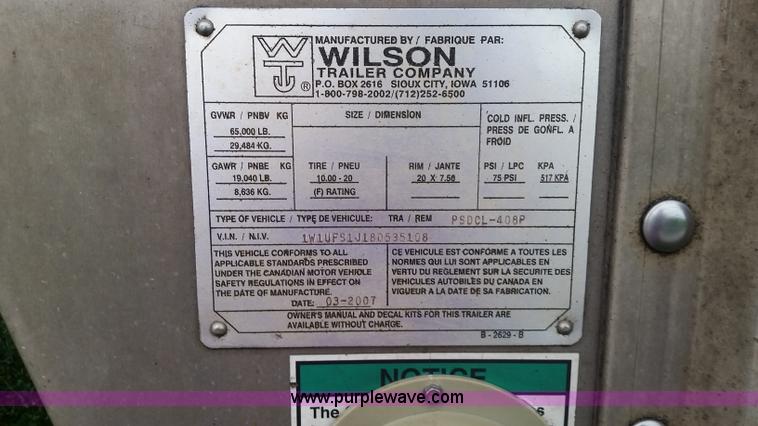 MANUFACTURED BY / FABRIQUE PAR:
WILSON
TRAILER COMPANY
P.O. BOX 2616 SIOUX CITY, IOWA 51106
1-800-798-2002/(712)252-6500
W
®
GVWR / PNBV KG
65,000 LB.
29,484 KG.
SIZE / DIMENSION
COLD INFL. PRESS./
PRESS DE GONFL. A
FROID
GAWR / PNBE KG
19,040 LB.
8,636 KG.
TIRE / PNEU
10.00 - 20
(F) RATING
RIM / JANTE
20 X 7.50
PSI / LPC KPA
75 PSI 517 KPA
TYPE OF VEHICLE / TYPE DE VEHICULE: TRA / REM PSDCL-408P
V.I.N. / N.I.V. 1W1UFS1J18D535108
THIS VEHICLE CONFORMS TO ALL
APPLICABLE STANDARDS PRESCRIBED
UNDER THE CANADIAN MOTOR VEHICLE
SAFETY REGULATIONS IN EFFECT ON
THE DATE OF MANUFACTURE.
DATE: 03-2007
CE VEHICULE EST CONFORME A TOUTES LES
NORMES QUI LUI SONT APPLICABLES EN
VERTU DU REGLEMENT SUR LA SECURITE DES
VEHICULES AUTOBILES DU CANADA EN
VIGUEUR A LA DATE DE SA FABRICATION.
OWNER'S MANUAL AND DECAL KITS FOR THIS TRAILER ARE
AVAILABLE WITHOUT CHARGE.
B - 2629 - B
NOTICE
www.purplewave.com
The